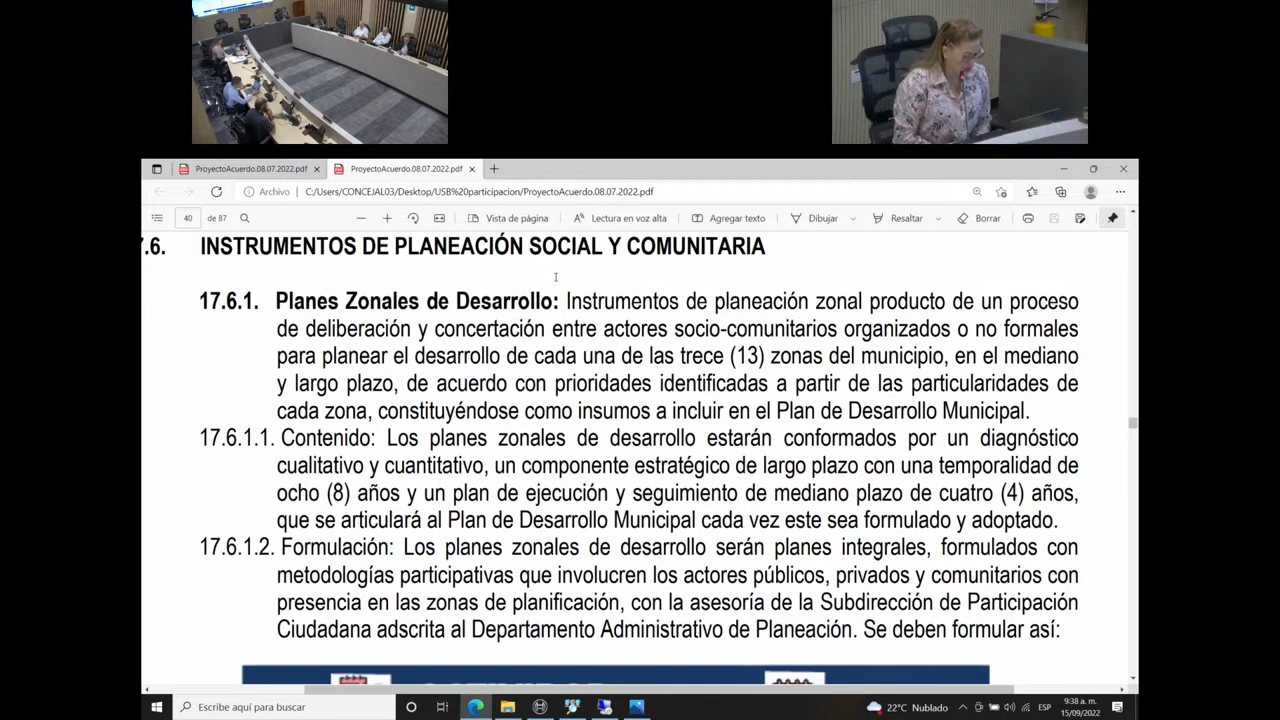 ProyectoAcuerdo.08.07.2022.pdf
ProyectoAcuerdo.08.07.2022.pdf
Archivo | C:/Users/CONCEJAL03/Desktop/USB%20participacion/ProyectoAcuerdo.08.07.2022.pdf
40 de 87 Vista de página Lectura en voz alta Agregar texto Dibujar Resaltar Borrar
7.6. INSTRUMENTOS DE PLANEACIÓN SOCIAL Y COMUNITARIA
17.6.1. Planes Zonales de Desarrollo: Instrumentos de planeación zonal producto de un proceso
de deliberación y concertación entre actores socio-comunitarios organizados o no formales
para planear el desarrollo de cada una de las trece (13) zonas del municipio, en el mediano
y largo plazo, de acuerdo con prioridades identificadas a partir de las particularidades de
cada zona, constituyéndose como insumos a incluir en el Plan de Desarrollo Municipal.
17.6.1.1. Contenido: Los planes zonales de desarrollo estarán conformados por un diagnóstico
cualitativo y cuantitativo, un componente estratégico de largo plazo con una temporalidad de
ocho (8) años y un plan de ejecución y seguimiento de mediano plazo de cuatro (4) años,
que se articulará al Plan de Desarrollo Municipal cada vez este sea formulado y adoptado.
17.6.1.2. Formulación: Los planes zonales de desarrollo serán planes integrales, formulados con
metodologías participativas que involucren los actores públicos, privados y comunitarios con
presencia en las zonas de planificación, con la asesoría de la Subdirección de Participación
Ciudadana adscrita al Departamento Administrativo de Planeación. Se deben formular así:
Escribe aquí para buscar
22°C Nublado
ESP
9:38 a. m.
15/09/2022